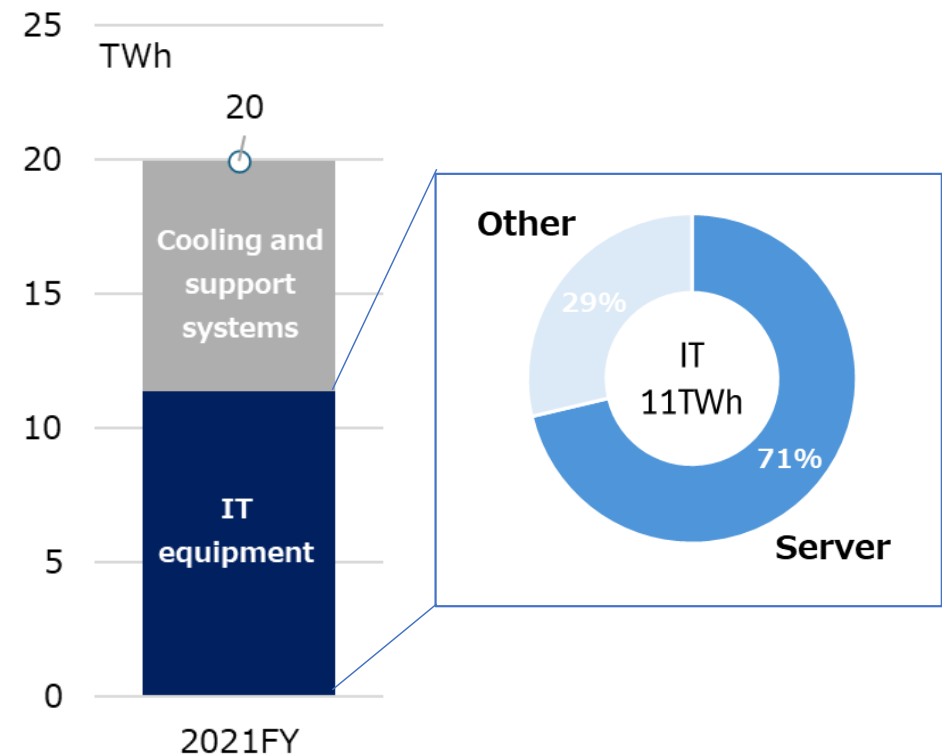 25
TWh
20
20
Cooling and
support
systems
15
10
IT
equipment
5
0
2021FY
Other
29%
IT
11TWh
71%
Server